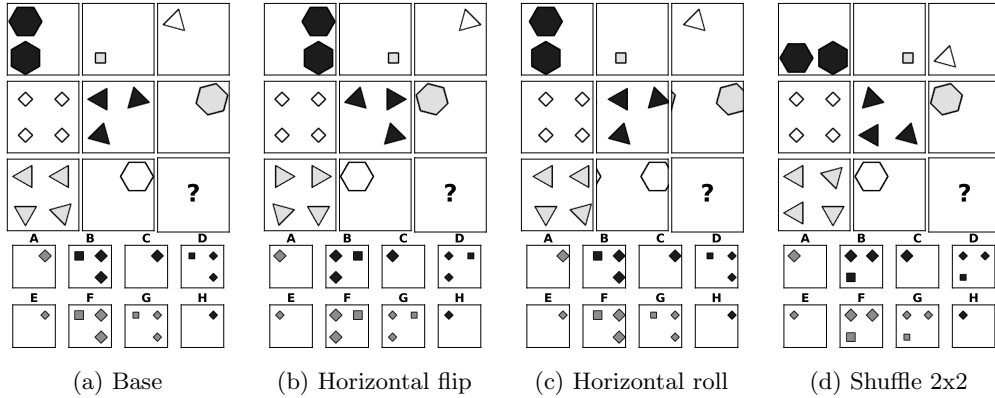 ? ? ? ?
A B C D A B C D A B C D A B C D
E F G H E F G H E F G H E F G H
(a) Base (b) Horizontal flip (c) Horizontal roll (d) Shuffle 2x2